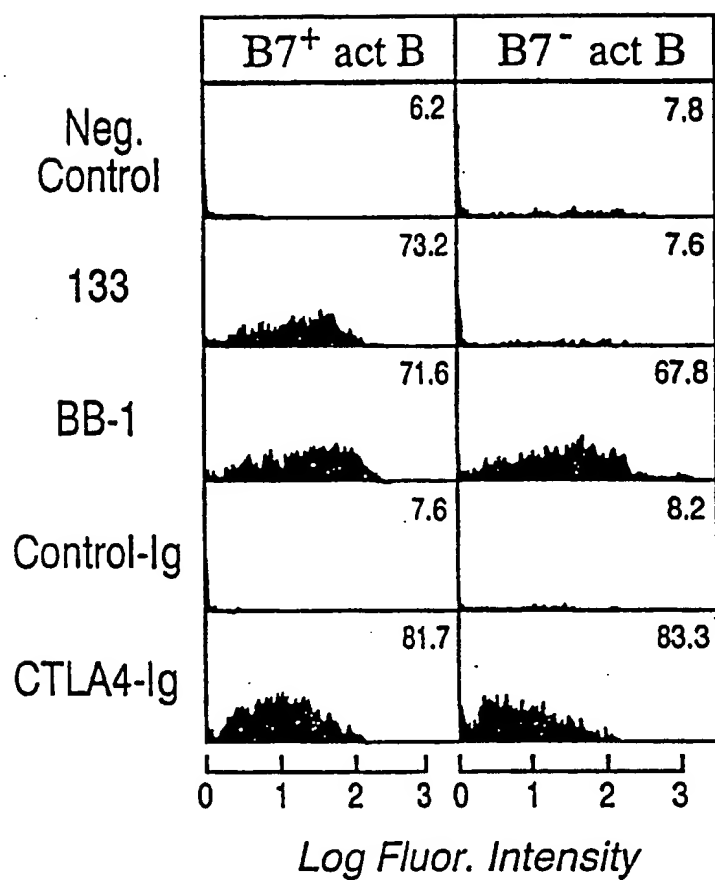 B7⁺ act B B7⁻ act B
Neg.
Control
6.2 7.8
133 73.2 7.6
BB-1 71.6 67.8
Control-Ig 7.6 8.2
CTLA4-Ig 81.7 83.3
0 1 2 3 0 1 2 3
Log Fluor. Intensity